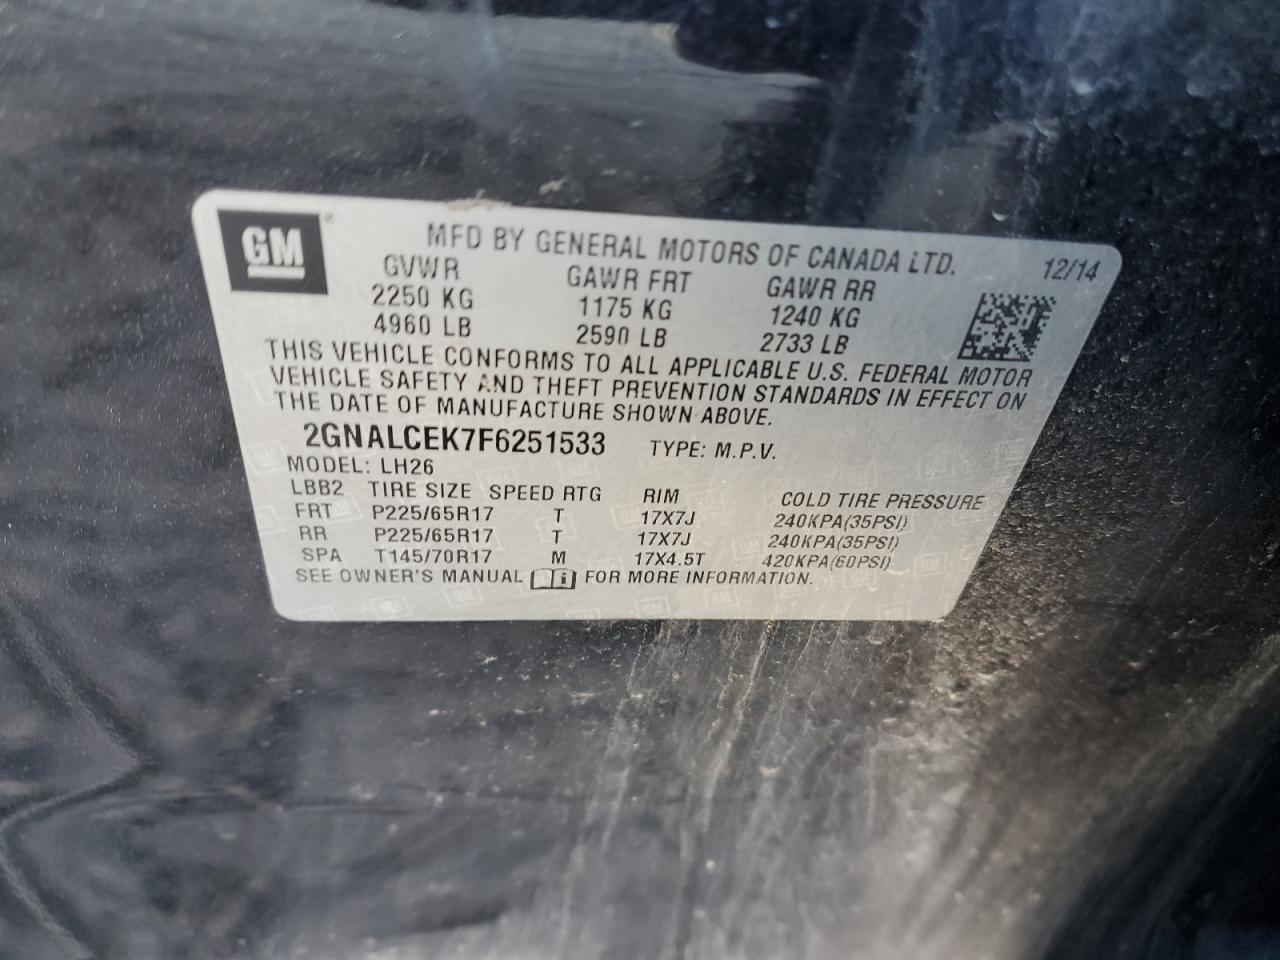 GM ®
MFD BY GENERAL MOTORS OF CANADA LTD. 12/14
GVWR GAWR FRT GAWR RR
2250 KG 1175 KG 1240 KG
4960 LB 2590 LB 2733 LB
THIS VEHICLE CONFORMS TO ALL APPLICABLE U.S. FEDERAL MOTOR
VEHICLE SAFETY AND THEFT PREVENTION STANDARDS IN EFFECT ON
THE DATE OF MANUFACTURE SHOWN ABOVE.
2GNALCEK7F6251533 TYPE: M.P.V.
MODEL: LH26
LBB2 TIRE SIZE SPEED RTG RIM COLD TIRE PRESSURE
FRT P225/65R17 T 17X7J 240KPA(35PSI)
RR P225/65R17 T 17X7J 240KPA(35PSI)
SPA T145/70R17 M 17X4.5T 420KPA(60PSI)
SEE OWNER'S MANUAL i FOR MORE INFORMATION.